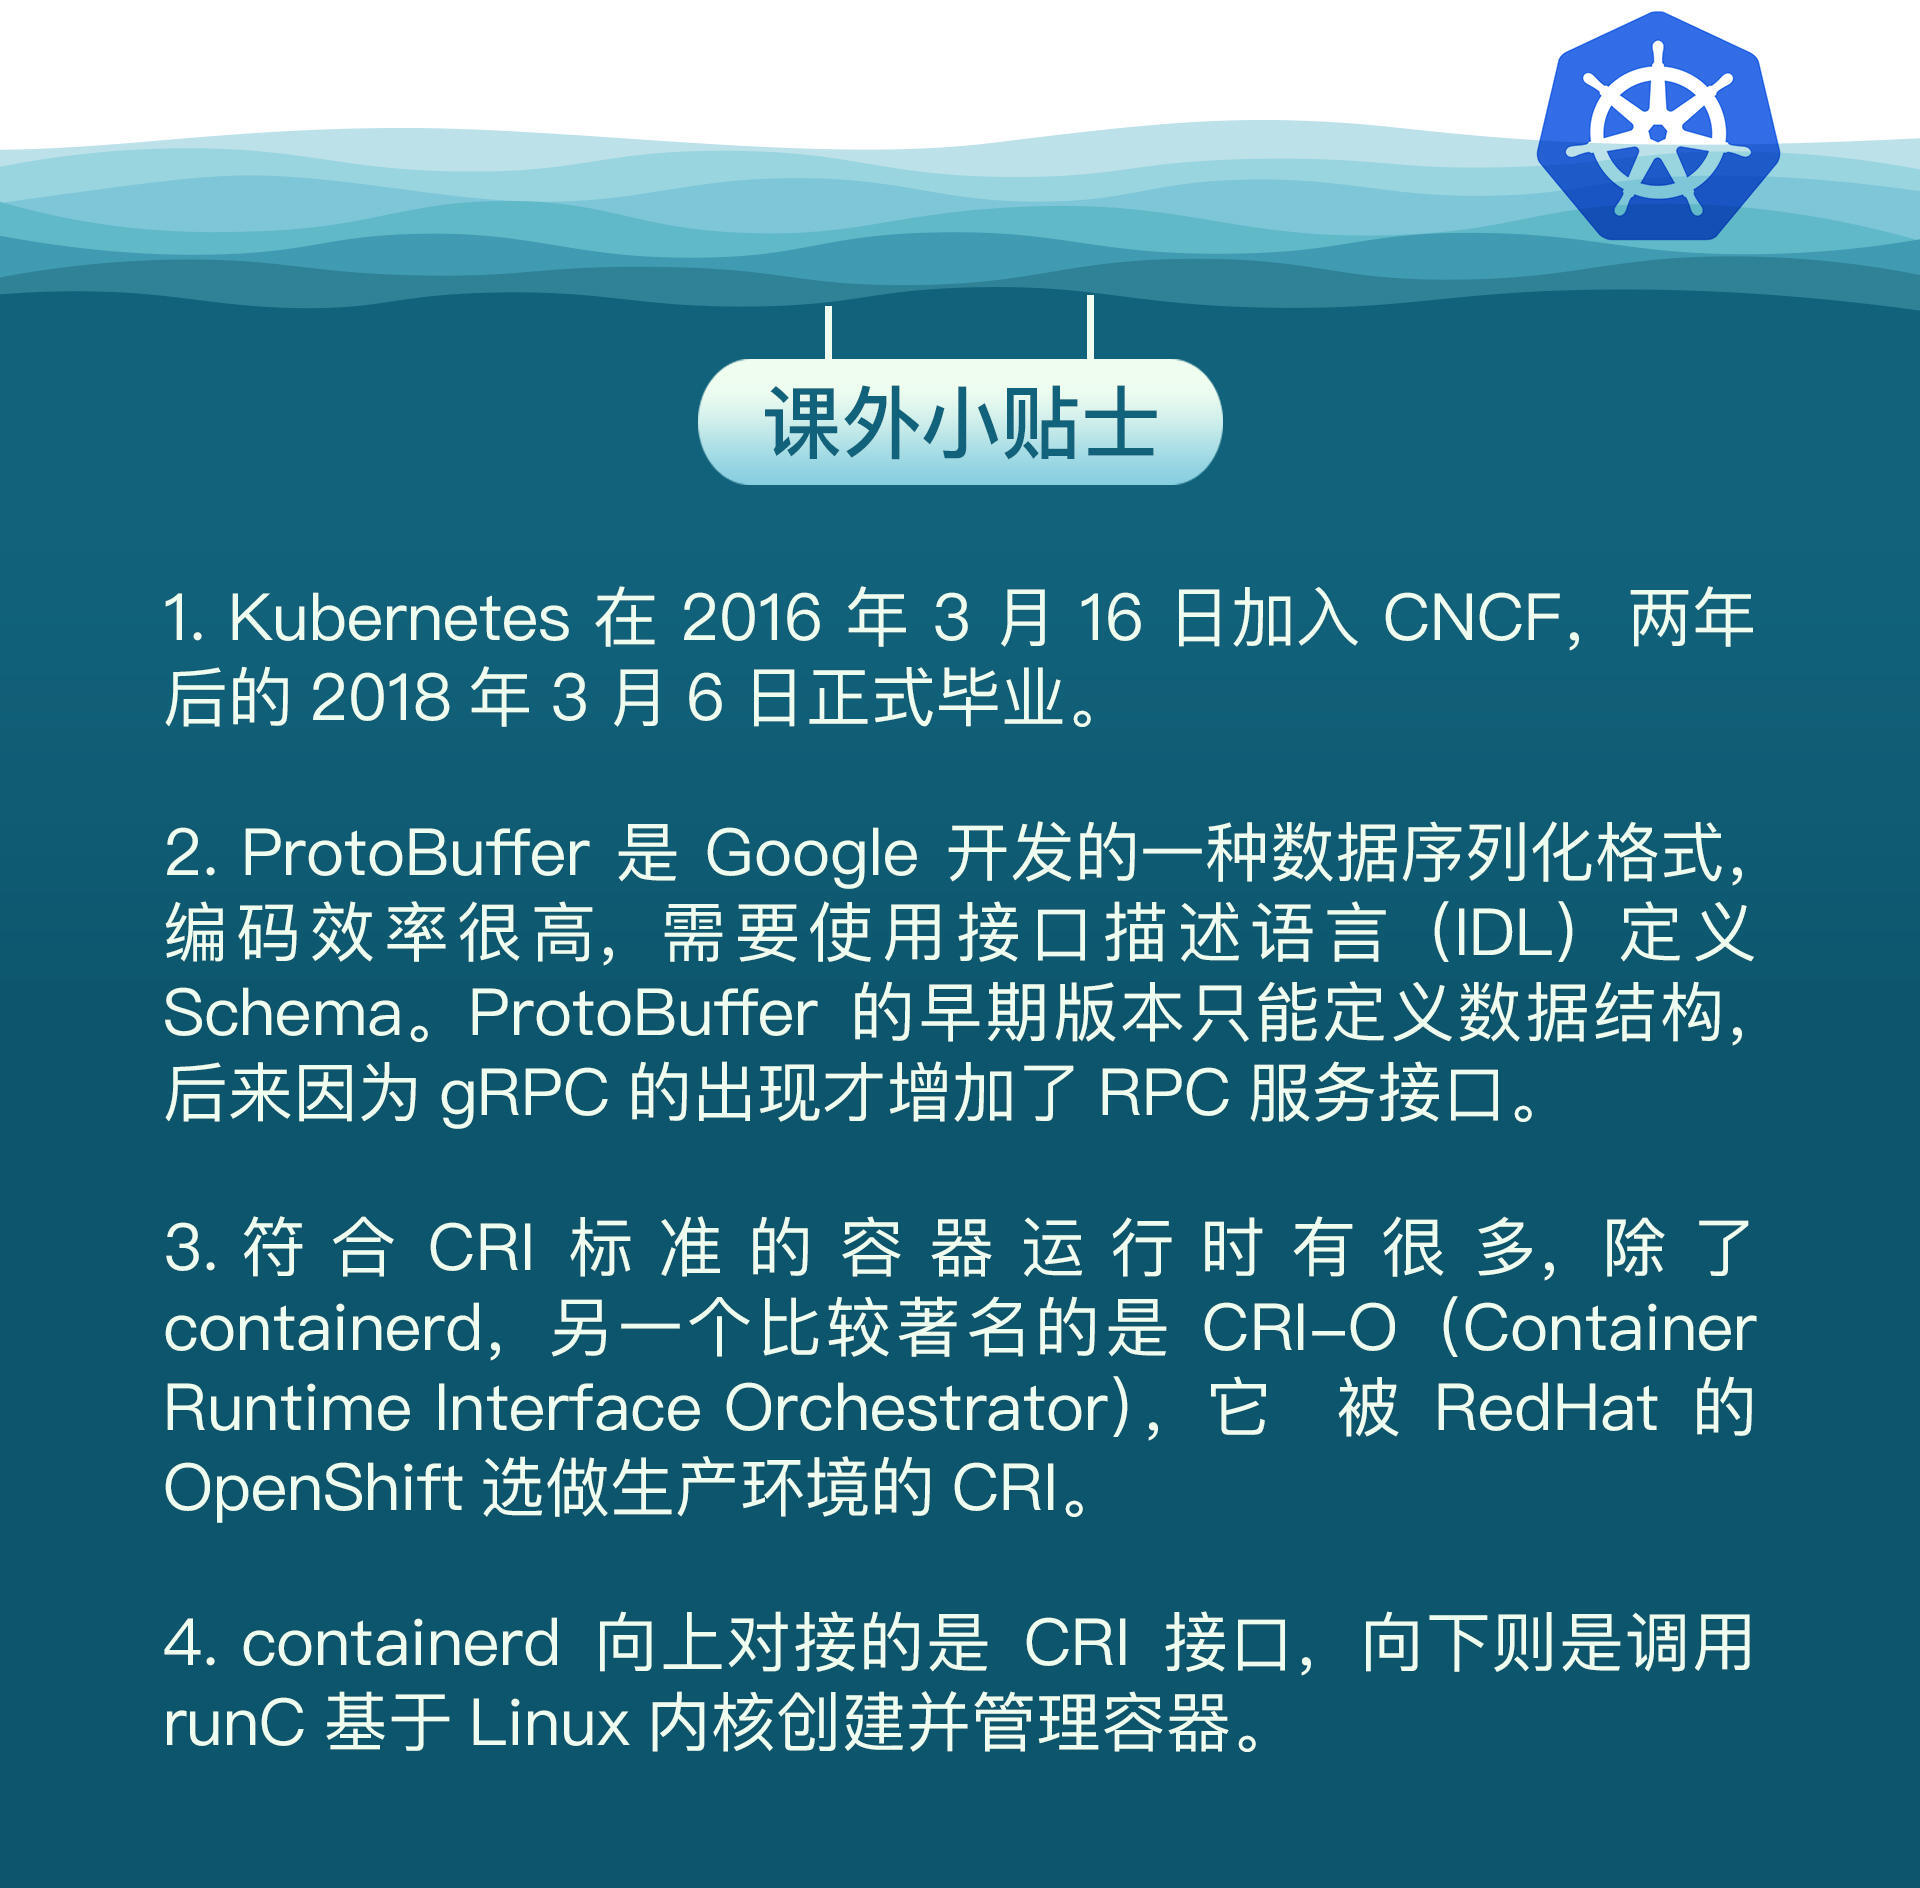 课外小贴士
1. Kubernetes 在 2016 年 3 月 16 日加入 CNCF，两年
后的 2018 年 3 月 6 日正式毕业。
2. ProtoBuffer 是 Google 开发的一种数据序列化格式，
编码效率很高，需要使用接口描述语言（IDL）定义
Schema。ProtoBuffer 的早期版本只能定义数据结构，
后来因为 gRPC 的出现才增加了 RPC 服务接口。
3. 符合 CRI 标准的容器运行时有很多，除了
containerd，另一个比较著名的是 CRI-O（Container
Runtime Interface Orchestrator），它 被 RedHat 的
OpenShift 选做生产环境的 CRI。
4. containerd 向上对接的是 CRI 接口，向下则是调用
runC 基于 Linux 内核创建并管理容器。